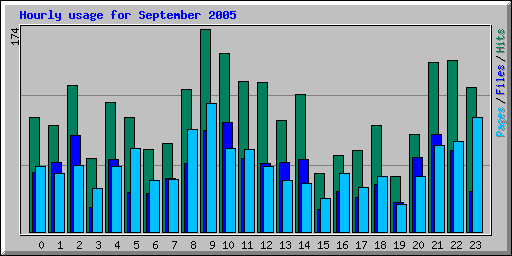 Hourly usage for September 2005
174
Pages/Files/Hits
0 1 2 3 4 5 6 7 8 9 10 11 12 13 14 15 16 17 18 19 20 21 22 23